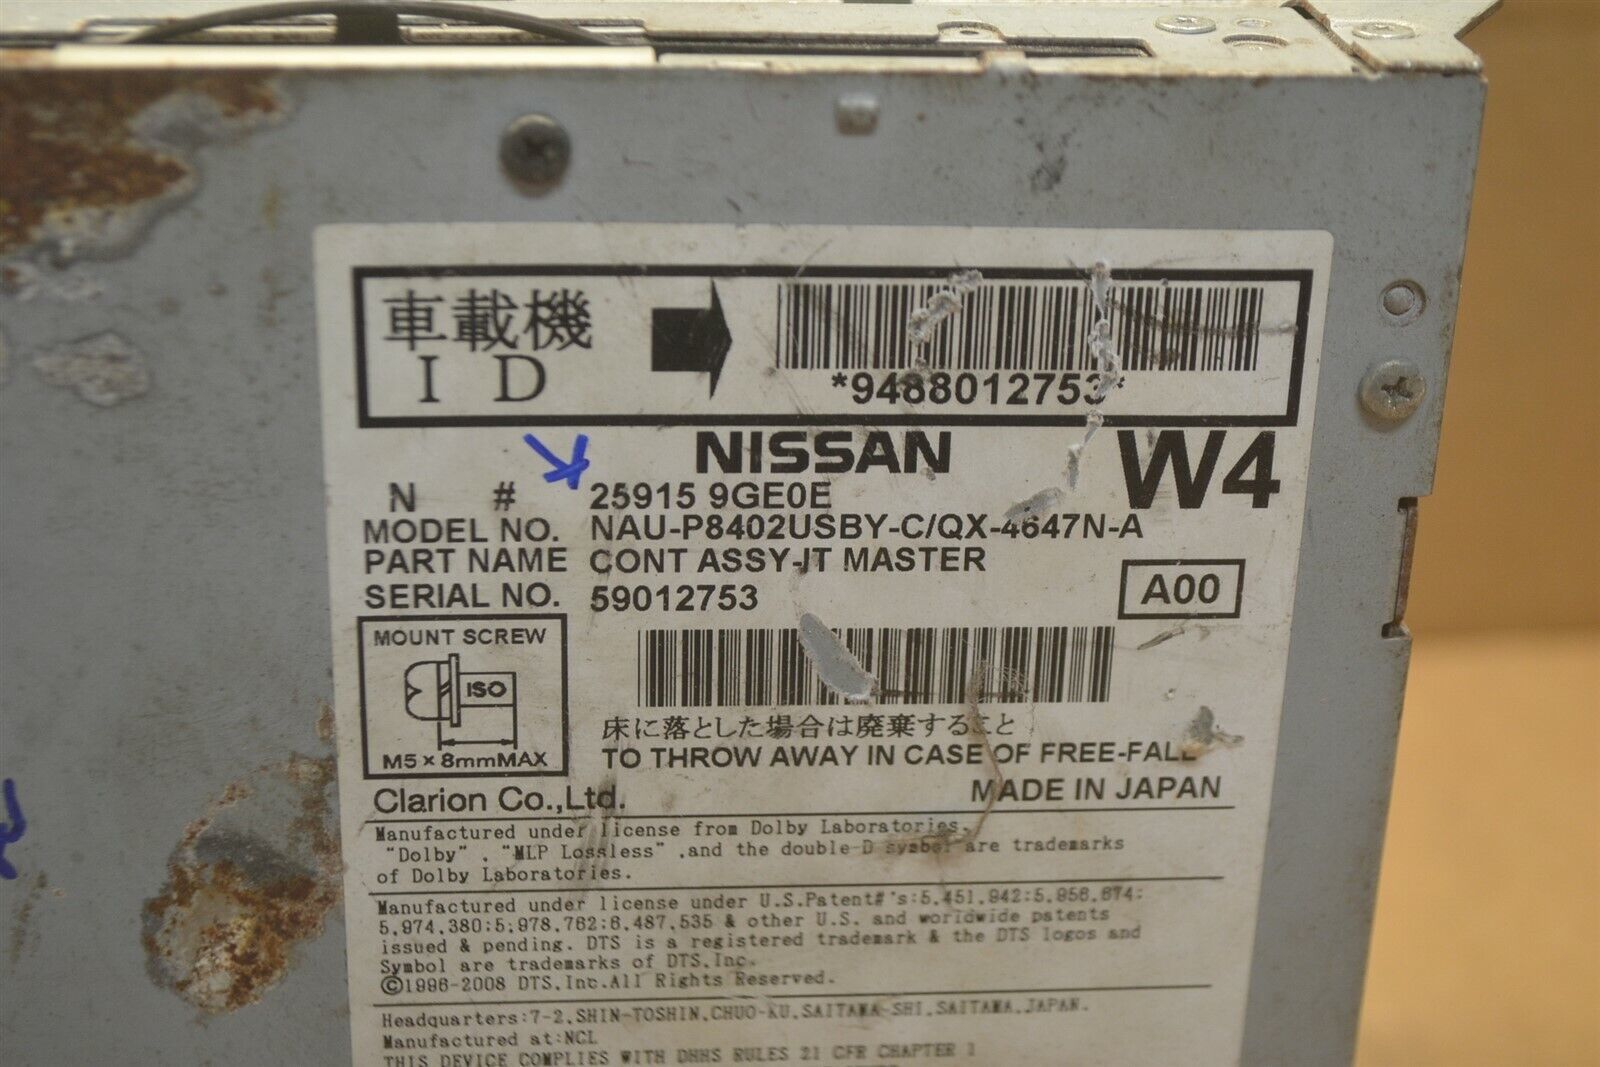 車載機
I D
*9488012753*
NISSAN
W4
N # 25915 9GE0E
MODEL NO. NAU-P8402USBY-C/QX-4647N-A
PART NAME CONT ASSY-JT MASTER
SERIAL NO. 59012753
A00
MOUNT SCREW
ISO
M5×8mmMAX
床に落とした場合は廃棄すること
TO THROW AWAY IN CASE OF FREE-FALL
Clarion Co.,Ltd.
MADE IN JAPAN
Manufactured under license from Dolby Laboratories.
"Dolby" , "MLP Lossless" ,and the double-D symbol are trademarks
of Dolby Laboratories.
Manufactured under license under U.S.Patent#'s:5,451,942:5,956,674:
5,974,380:5,978,762:6,487,535 & other U.S. and worldwide patents
issued & pending. DTS is a registered trademark & the DTS logos and
Symbol are trademarks of DTS,Inc.
©1996-2008 DTS,Inc.All Rights Reserved.
Headquarters:7-2,SHIN-TOSHIN,CHUO-KU,SAITAMA-SHI,SAITAMA,JAPAN.
Manufactured at:NCL
THIS DEVICE COMPLIES WITH DHHS RULES 21 CFR CHAPTER 1